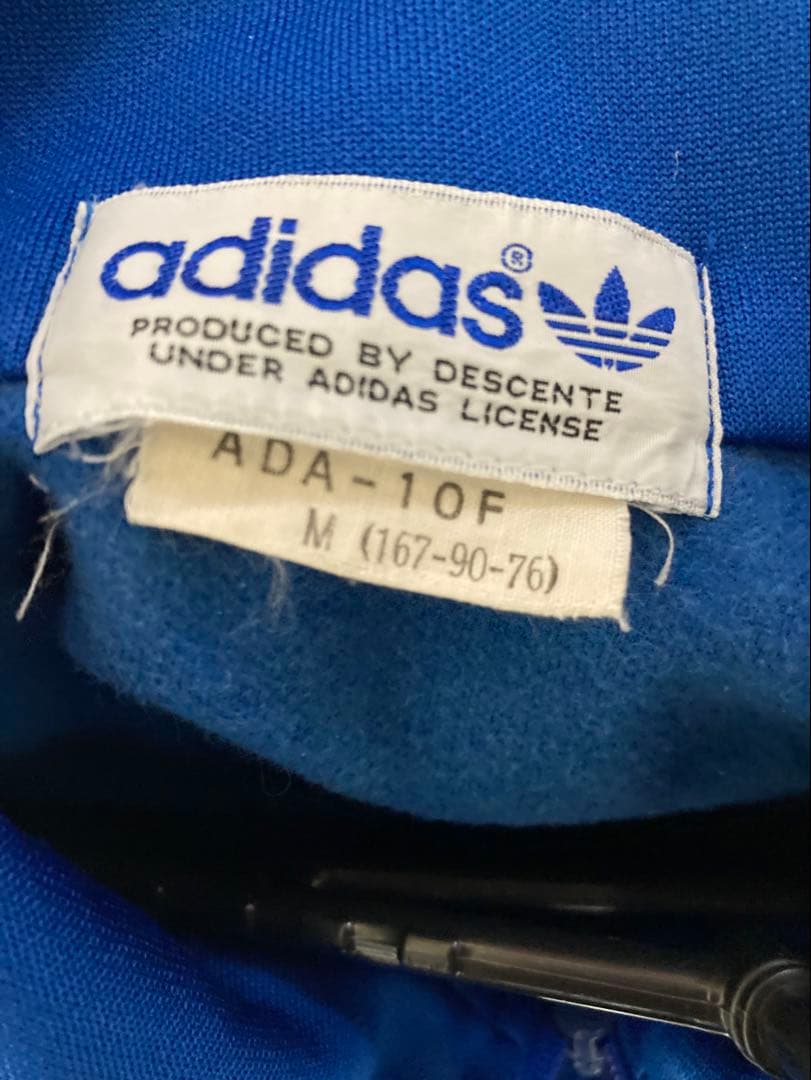 adidas®
PRODUCED BY DESCENTE
UNDER ADIDAS LICENSE
ADA-10F
M (167-90-76)